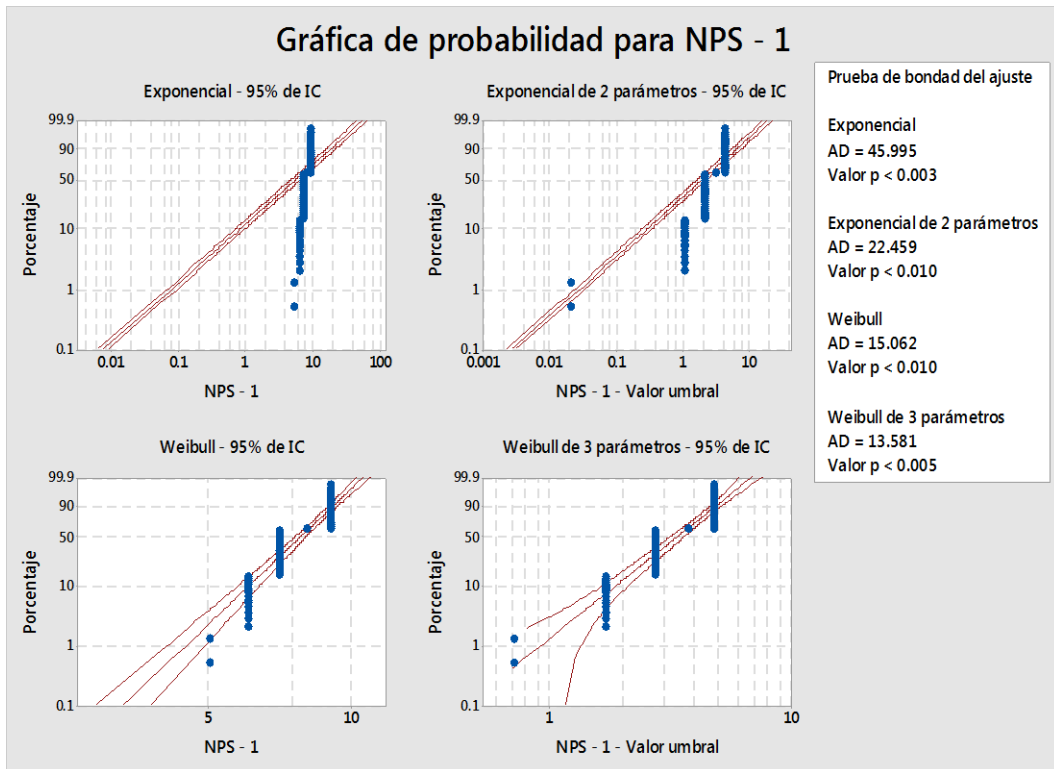 Gráfica de probabilidad para NPS - 1
Exponencial - 95% de IC
99.9
90
50
10
1
0.1
Porcentaje
0.01 0.1 1 10 100
NPS - 1
Exponencial de 2 parámetros - 95% de IC
99.9
90
50
10
1
0.1
Porcentaje
0.001 0.01 0.1 1 10
NPS - 1 - Valor umbral
Weibull - 95% de IC
99.9
90
50
10
1
0.1
Porcentaje
5 10
NPS - 1
Weibull de 3 parámetros - 95% de IC
99.9
90
50
10
1
0.1
Porcentaje
1 10
NPS - 1 - Valor umbral
Prueba de bondad del ajuste
Exponencial
AD = 45.995
Valor p < 0.003
Exponencial de 2 parámetros
AD = 22.459
Valor p < 0.010
Weibull
AD = 15.062
Valor p < 0.010
Weibull de 3 parámetros
AD = 13.581
Valor p < 0.005